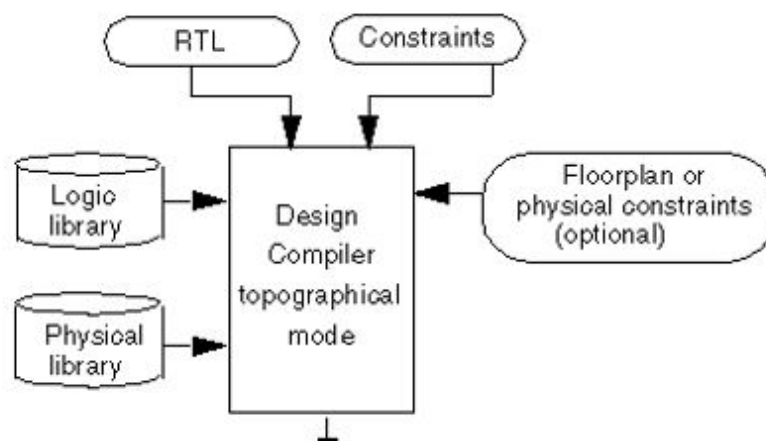 RTL
Constraints
Logic
library
Design
Compiler
topographical
mode
Floorplan or
physical constraints
(optional)
Physical
library